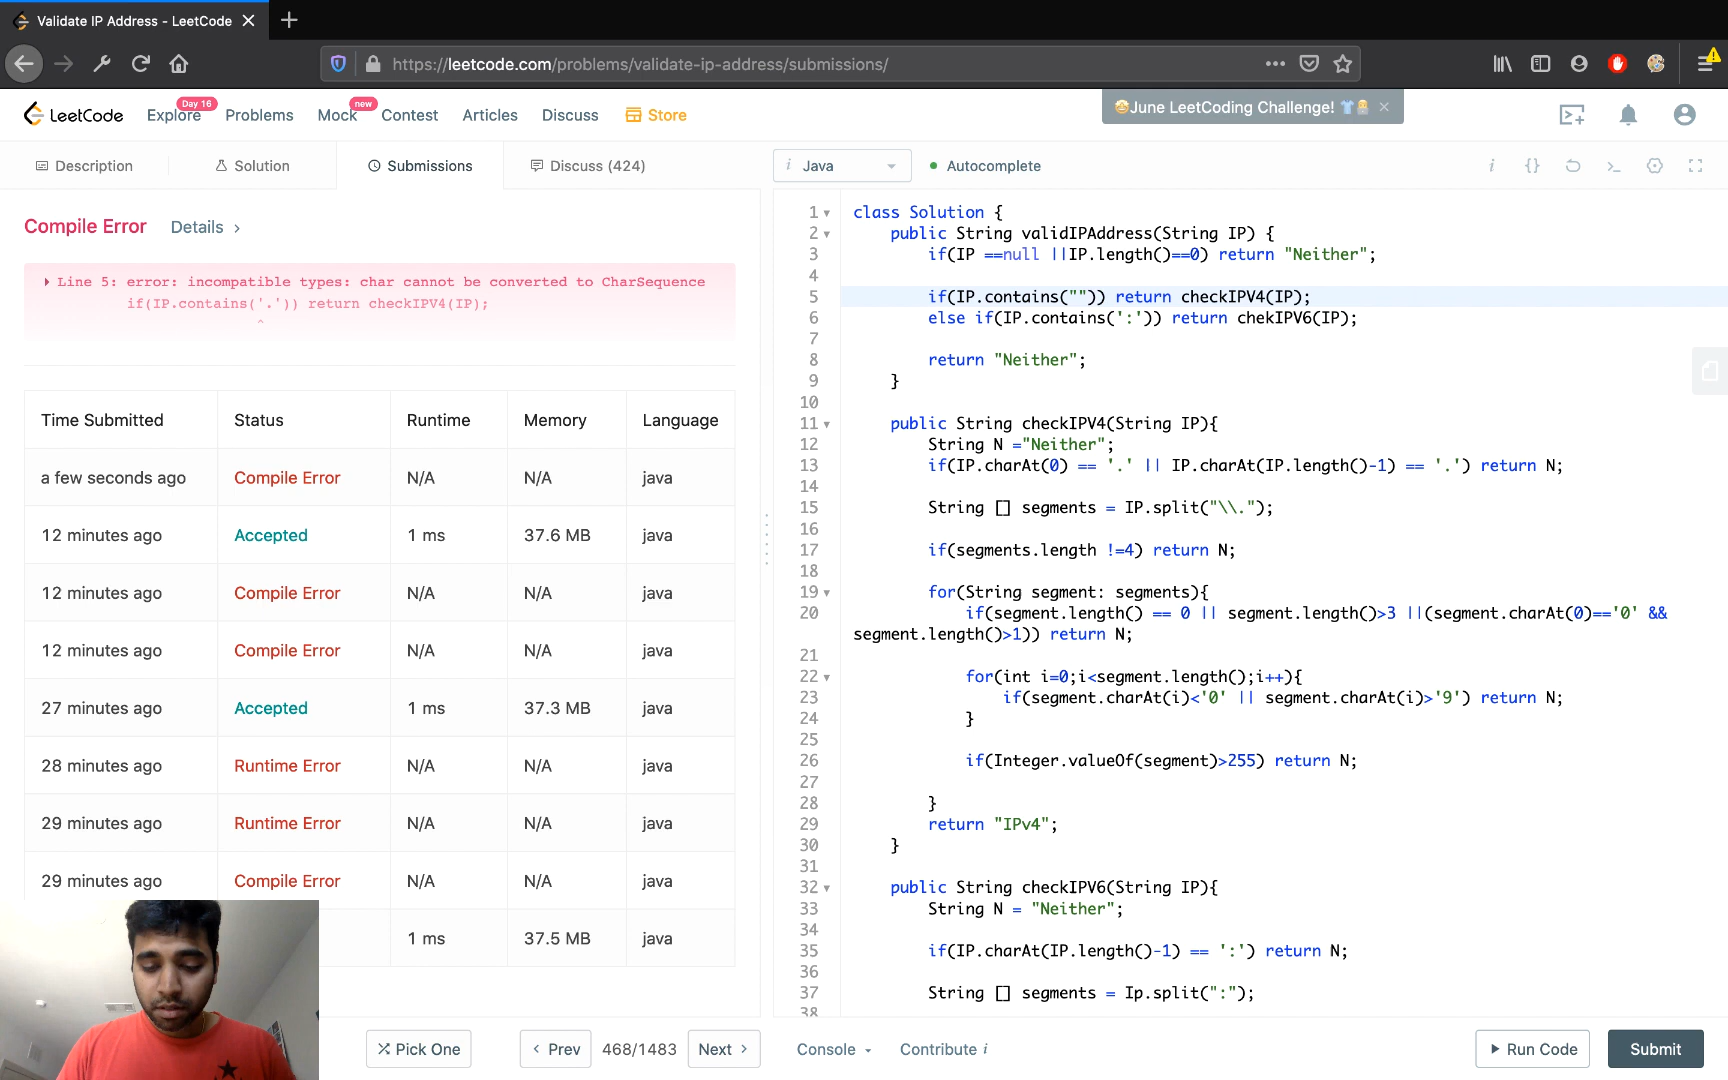 Validate IP Address - LeetCode
https://leetcode.com/problems/validate-ip-address/submissions/
LeetCode
Explore
Day 16
Problems
Mock
new
Contest
Articles
Discuss
Store
June LeetCoding Challenge!
Description
Solution
Submissions
Discuss (424)
i Java
Autocomplete
Compile Error
Details >
Line 5: error: incompatible types: char cannot be converted to CharSequence
if(IP.contains('.')) return checkIPV4(IP);
^
Time Submitted Status Runtime Memory Language
a few seconds ago Compile Error N/A N/A java
12 minutes ago Accepted 1 ms 37.6 MB java
12 minutes ago Compile Error N/A N/A java
12 minutes ago Compile Error N/A N/A java
27 minutes ago Accepted 1 ms 37.3 MB java
28 minutes ago Runtime Error N/A N/A java
29 minutes ago Runtime Error N/A N/A java
29 minutes ago Compile Error N/A N/A java
1 ms 37.5 MB java
1 class Solution {
2 public String validIPAddress(String IP) {
3 if(IP ==null ||IP.length()==0) return "Neither";
4
5 if(IP.contains("")) return checkIPV4(IP);
6 else if(IP.contains(':')) return chekIPV6(IP);
7
8 return "Neither";
9 }
10
11 public String checkIPV4(String IP){
12 String N ="Neither";
13 if(IP.charAt(0) == '.' || IP.charAt(IP.length()-1) == '.') return N;
14
15 String [] segments = IP.split("\\.");
16
17 if(segments.length !=4) return N;
18
19 for(String segment: segments){
20 if(segment.length() == 0 || segment.length()>3 ||(segment.charAt(0)=='0' &&
segment.length()>1)) return N;
21
22 for(int i=0;i<segment.length();i++){
23 if(segment.charAt(i)<'0' || segment.charAt(i)>'9') return N;
24 }
25
26 if(Integer.valueOf(segment)>255) return N;
27
28 }
29 return "IPv4";
30 }
31
32 public String checkIPV6(String IP){
33 String N = "Neither";
34
35 if(IP.charAt(IP.length()-1) == ':') return N;
36
37 String [] segments = Ip.split(":");
38
Pick One
< Prev
468/1483
Next >
Console
Contribute i
Run Code
Submit